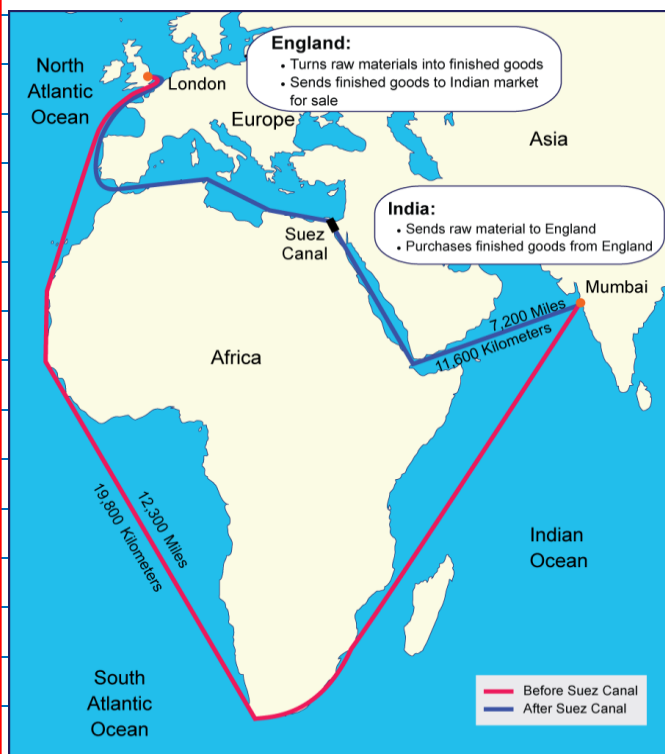 England:
• Turns raw materials into finished goods
• Sends finished goods to Indian market
for sale
North
Atlantic
Ocean
London
Europe
Asia
India:
• Sends raw material to England
• Purchases finished goods from England
Suez
Canal
Mumbai
7,200 Miles
11,600 Kilometers
Africa
12,300 Miles
19,800 Kilometers
Indian
Ocean
South
Atlantic
Ocean
Before Suez Canal
After Suez Canal